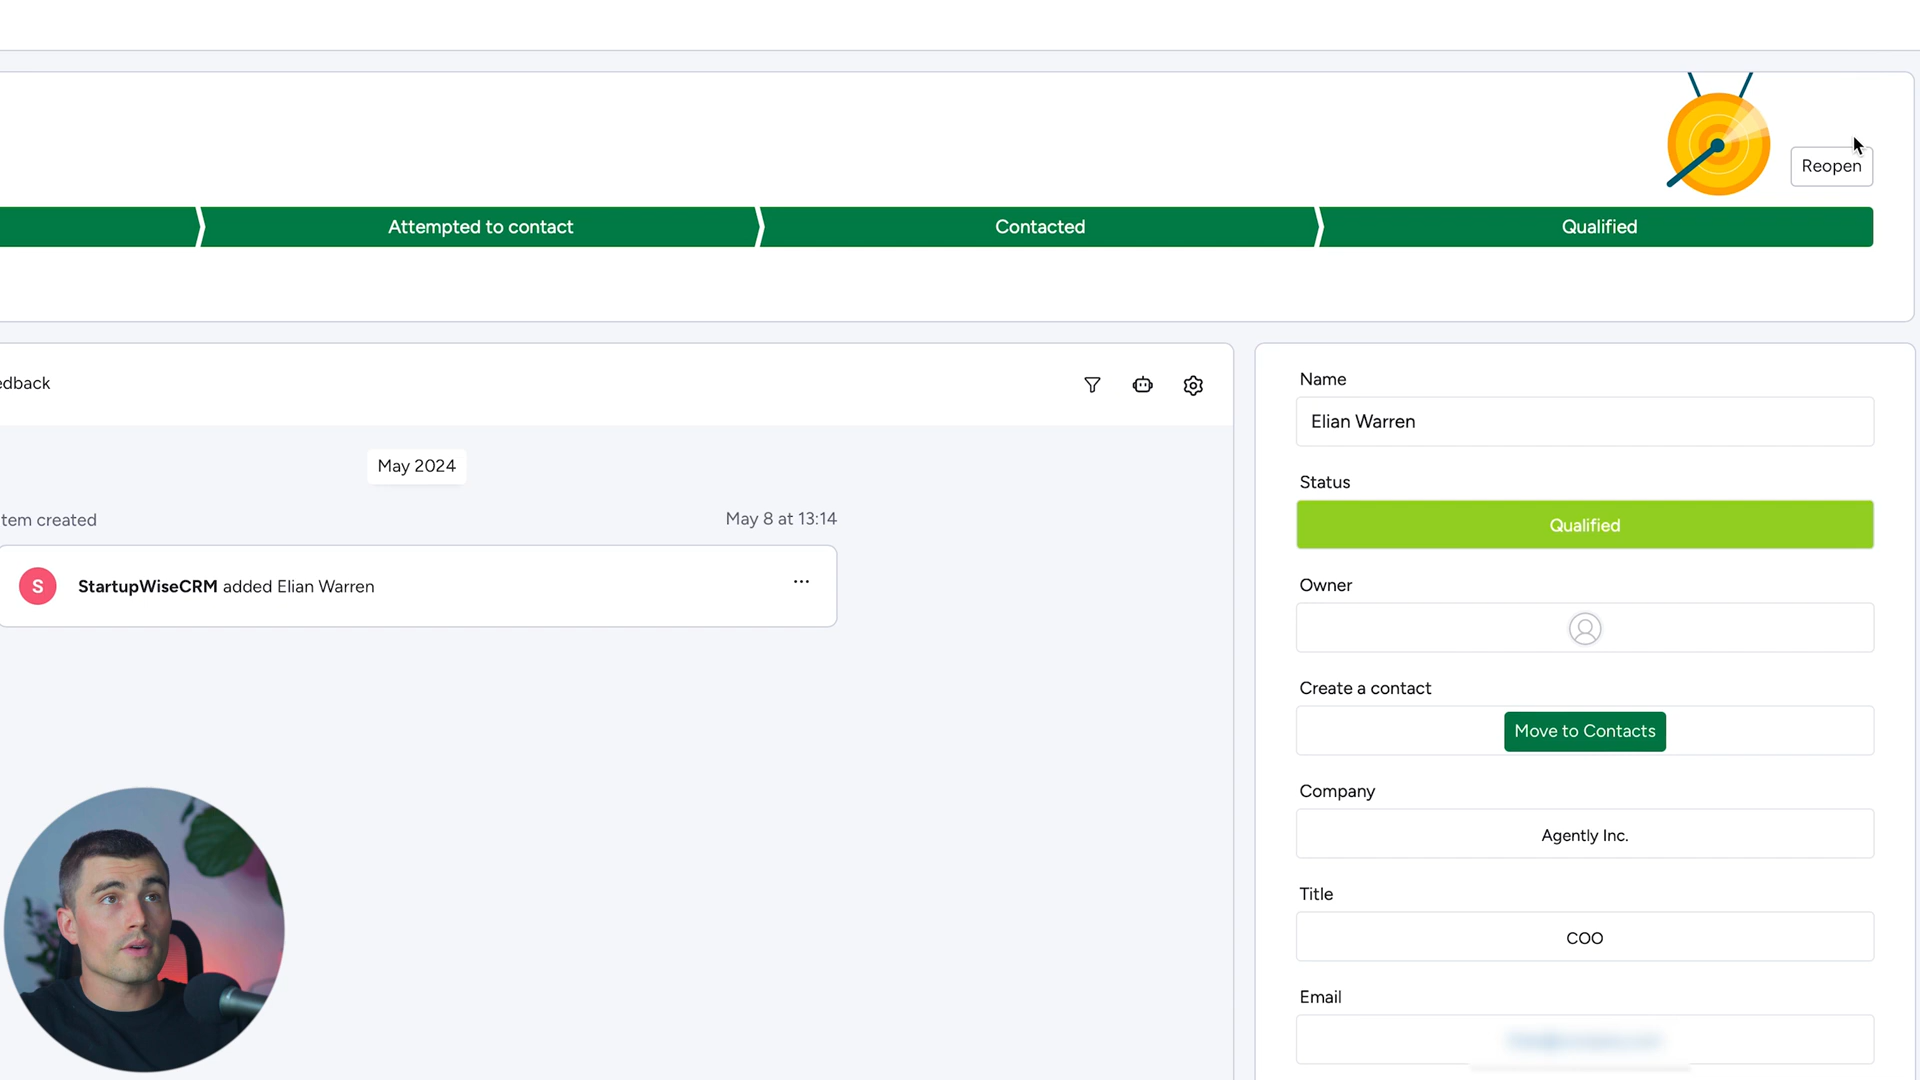 Reopen
Attempted to contact
Contacted
Qualified
edback
May 2024
tem created
May 8 at 13:14
S
StartupWiseCRM added Elian Warren
Name
Elian Warren
Status
Qualified
Owner
Create a contact
Move to Contacts
Company
Agently Inc.
Title
COO
Email